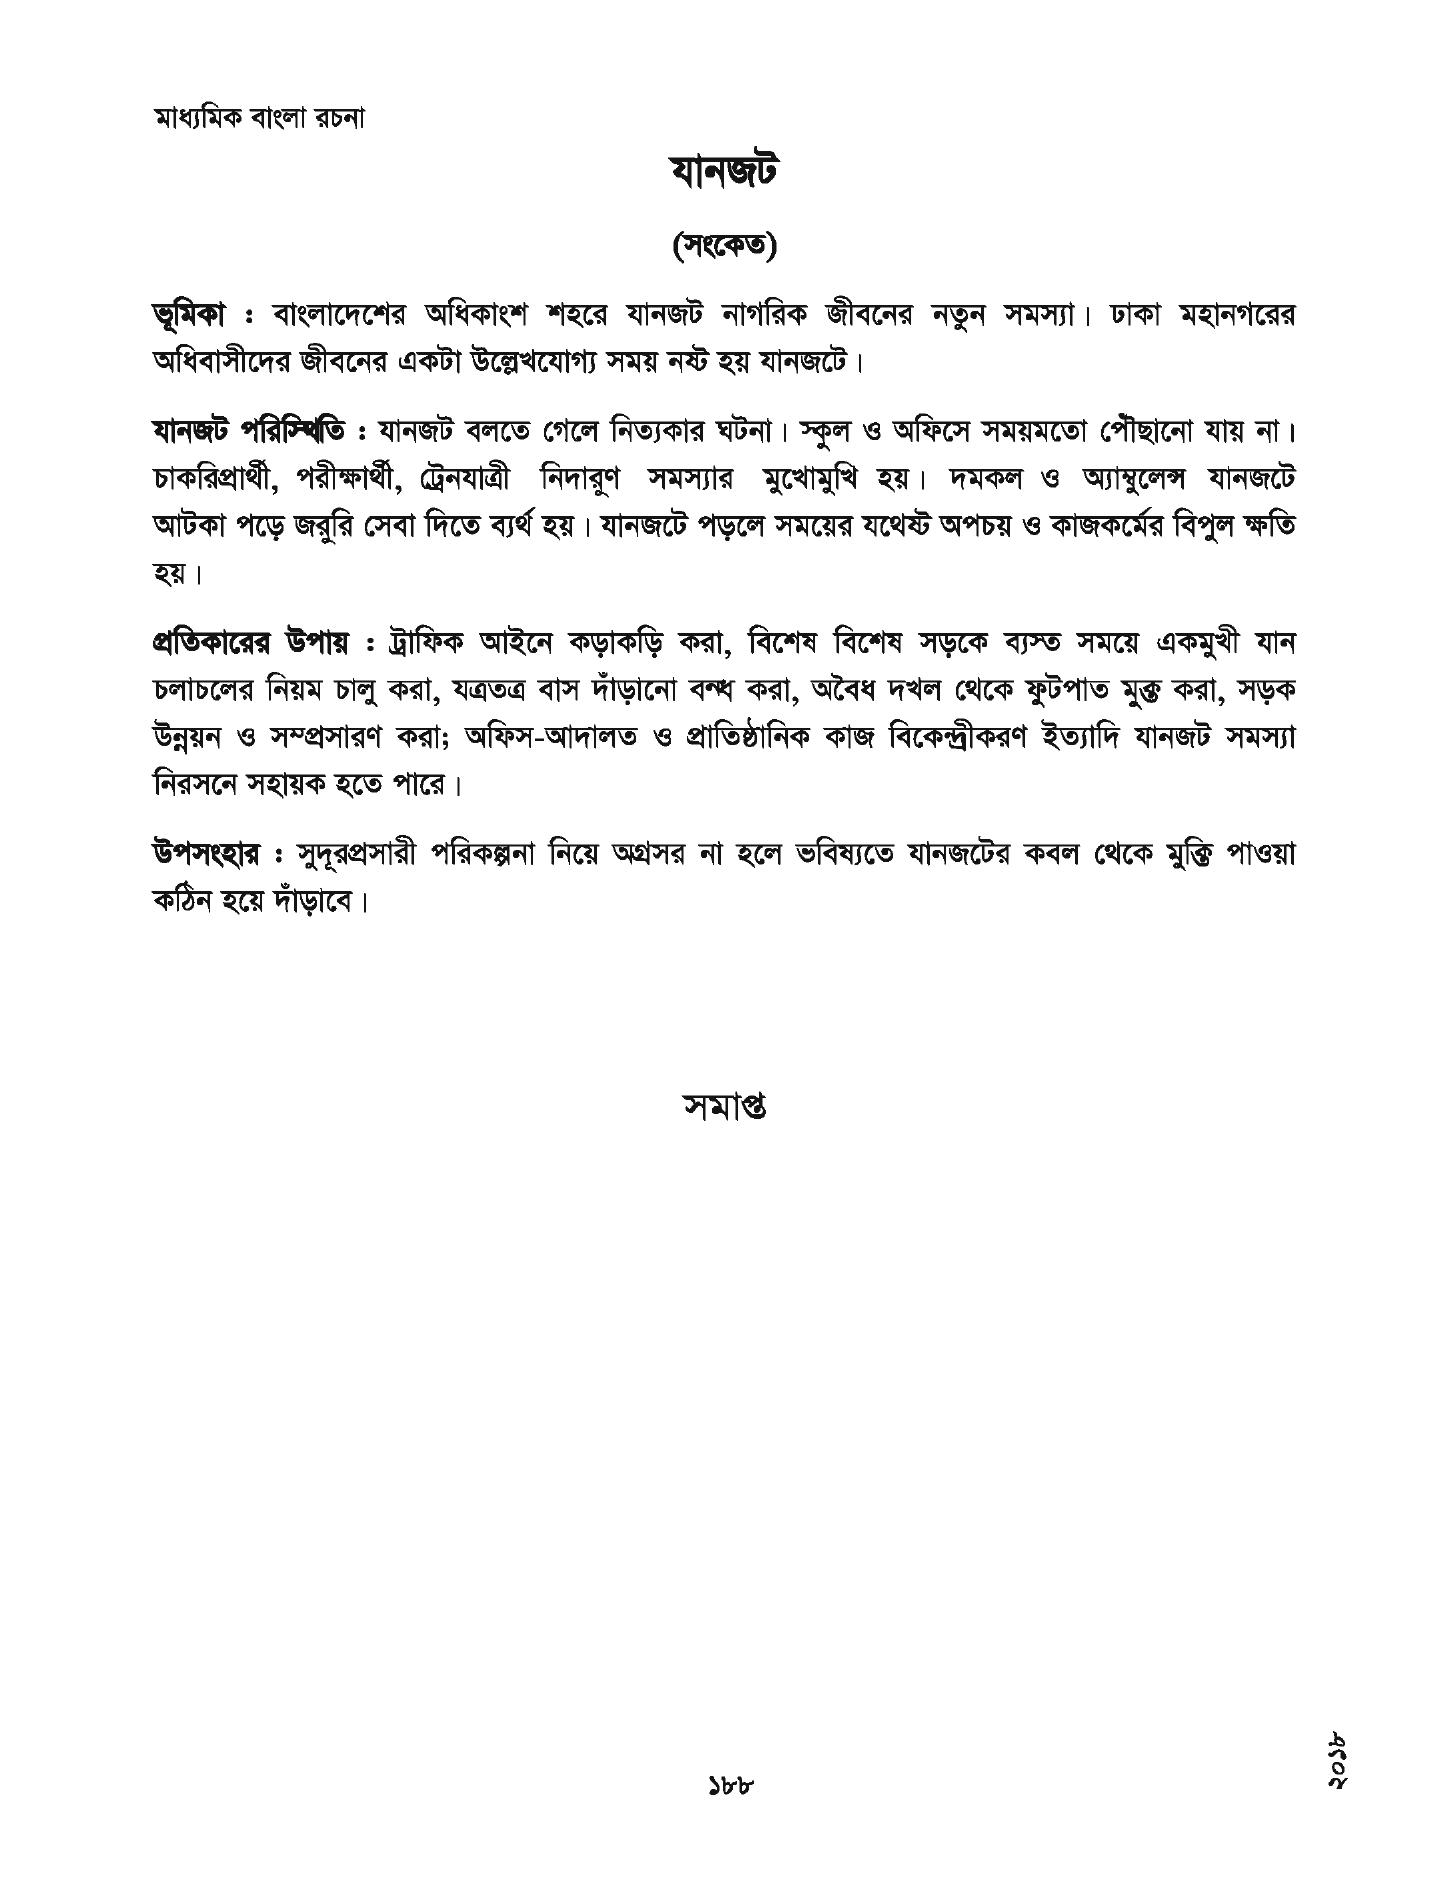 মাধ্যমিক বাংলা রচনা
যানজট
(সংকেত)
ভূমিকা : বাংলাদেশের অধিকাংশ শহরে যানজট নাগরিক জীবনের নতুন সমস্যা। ঢাকা মহানগরের
অধিবাসীদের জীবনের একটা উল্লেখযোগ্য সময় নষ্ট হয় যানজটে।
যানজট পরিস্থিতি : যানজট বলতে গেলে নিত্যকার ঘটনা। স্কুল ও অফিসে সময়মতো পৌঁছানো যায় না।
চাকরিপ্রার্থী, পরীক্ষার্থী, ট্রেনযাত্রী নিদারুণ সমস্যার মুখোমুখি হয়। দমকল ও অ্যাম্বুলেন্স যানজটে
আটকা পড়ে জরুরি সেবা দিতে ব্যর্থ হয়। যানজটে পড়লে সময়ের যথেষ্ট অপচয় ও কাজকর্মের বিপুল ক্ষতি
হয়।
প্রতিকারের উপায় : ট্রাফিক আইনে কড়াকড়ি করা, বিশেষ বিশেষ সড়কে ব্যস্ত সময়ে একমুখী যান
চলাচলের নিয়ম চালু করা, যত্রতত্র বাস দাঁড়ানো বন্ধ করা, অবৈধ দখল থেকে ফুটপাত মুক্ত করা, সড়ক
উন্নয়ন ও সম্প্রসারণ করা; অফিস-আদালত ও প্রাতিষ্ঠানিক কাজ বিকেন্দ্রীকরণ ইত্যাদি যানজট সমস্যা
নিরসনে সহায়ক হতে পারে।
উপসংহার : সুদূরপ্রসারী পরিকল্পনা নিয়ে অগ্রসর না হলে ভবিষ্যতে যানজটের কবল থেকে মুক্তি পাওয়া
কঠিন হয়ে দাঁড়াবে।
সমাপ্ত
১৮৮
২০১৮